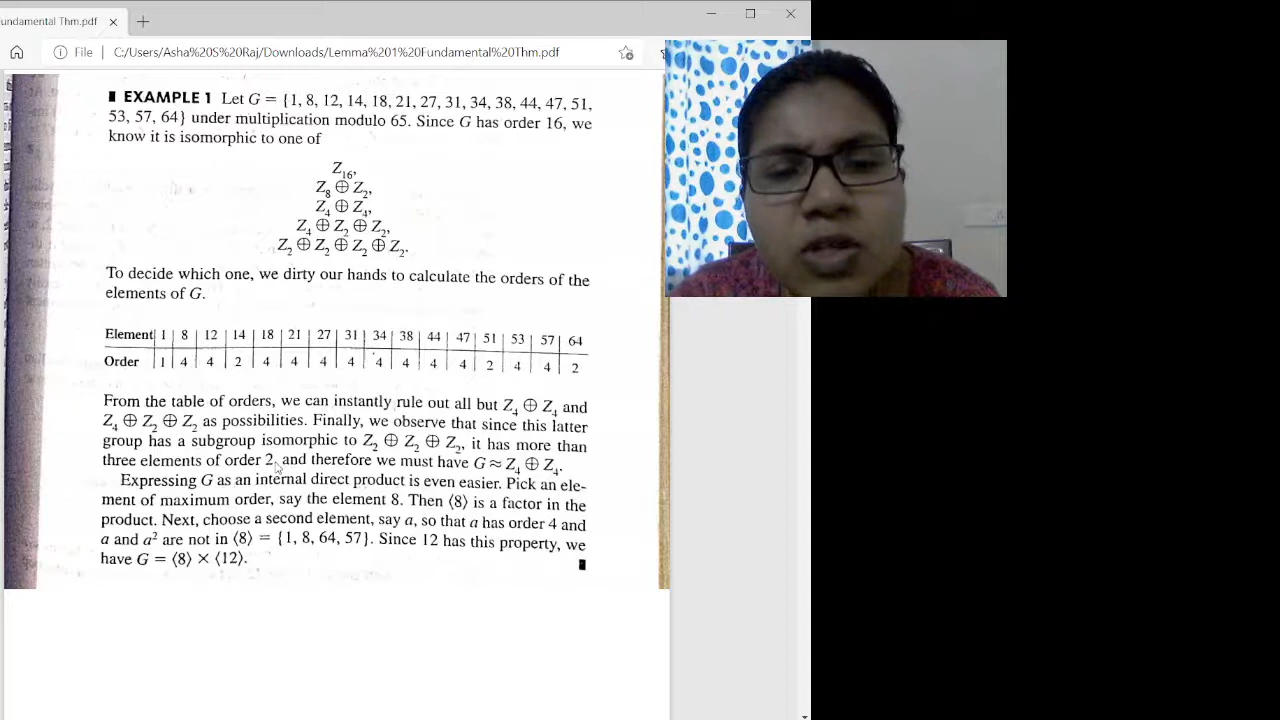 undamental Thm.pdf
File C:/Users/Asha%20S%20Raj/Downloads/Lemma%201%20Fundamental%20Thm.pdf
EXAMPLE 1 Let G = {1, 8, 12, 14, 18, 21, 27, 31, 34, 38, 44, 47, 51,
53, 57, 64} under multiplication modulo 65. Since G has order 16, we
know it is isomorphic to one of
Z₁₆,
Z₈ ⊕ Z₂,
Z₄ ⊕ Z₄,
Z₄ ⊕ Z₂ ⊕ Z₂,
Z₂ ⊕ Z₂ ⊕ Z₂ ⊕ Z₂.
To decide which one, we dirty our hands to calculate the orders of the
elements of G.
Element 1 8 12 14 18 21 27 31 34 38 44 47 51 53 57 64
Order 1 4 4 2 4 4 4 4 4 4 4 4 2 4 4 2
From the table of orders, we can instantly rule out all but Z₄ ⊕ Z₄ and
Z₄ ⊕ Z₂ ⊕ Z₂ as possibilities. Finally, we observe that since this latter
group has a subgroup isomorphic to Z₂ ⊕ Z₂ ⊕ Z₂, it has more than
three elements of order 2, and therefore we must have G ≈ Z₄ ⊕ Z₄.
Expressing G as an internal direct product is even easier. Pick an ele-
ment of maximum order, say the element 8. Then ⟨8⟩ is a factor in the
product. Next, choose a second element, say a, so that a has order 4 and
a and a² are not in ⟨8⟩ = {1, 8, 64, 57}. Since 12 has this property, we
have G = ⟨8⟩ × ⟨12⟩.